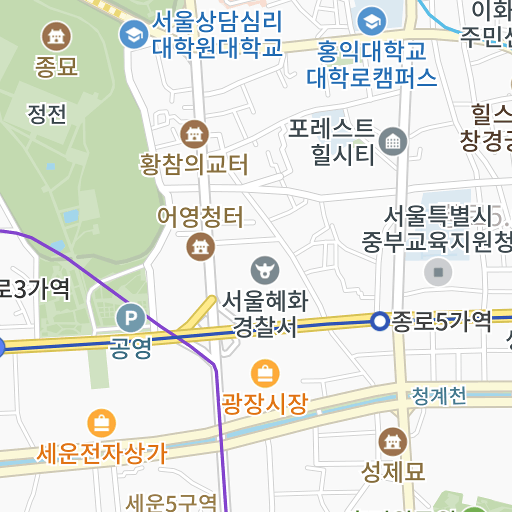 서울상담심리
대학원대학교
이화
주민센
종묘
홍익대학교
대학로캠퍼스
정전
힐스
창경궁
포레스트
힐시티
황참의교터
어영청터
서울특별시
중부교육지원청
로3가역
서울혜화
경찰서
종로5가역
공영
광장시장
청계천
세운전자상가
성제묘
세운5구역